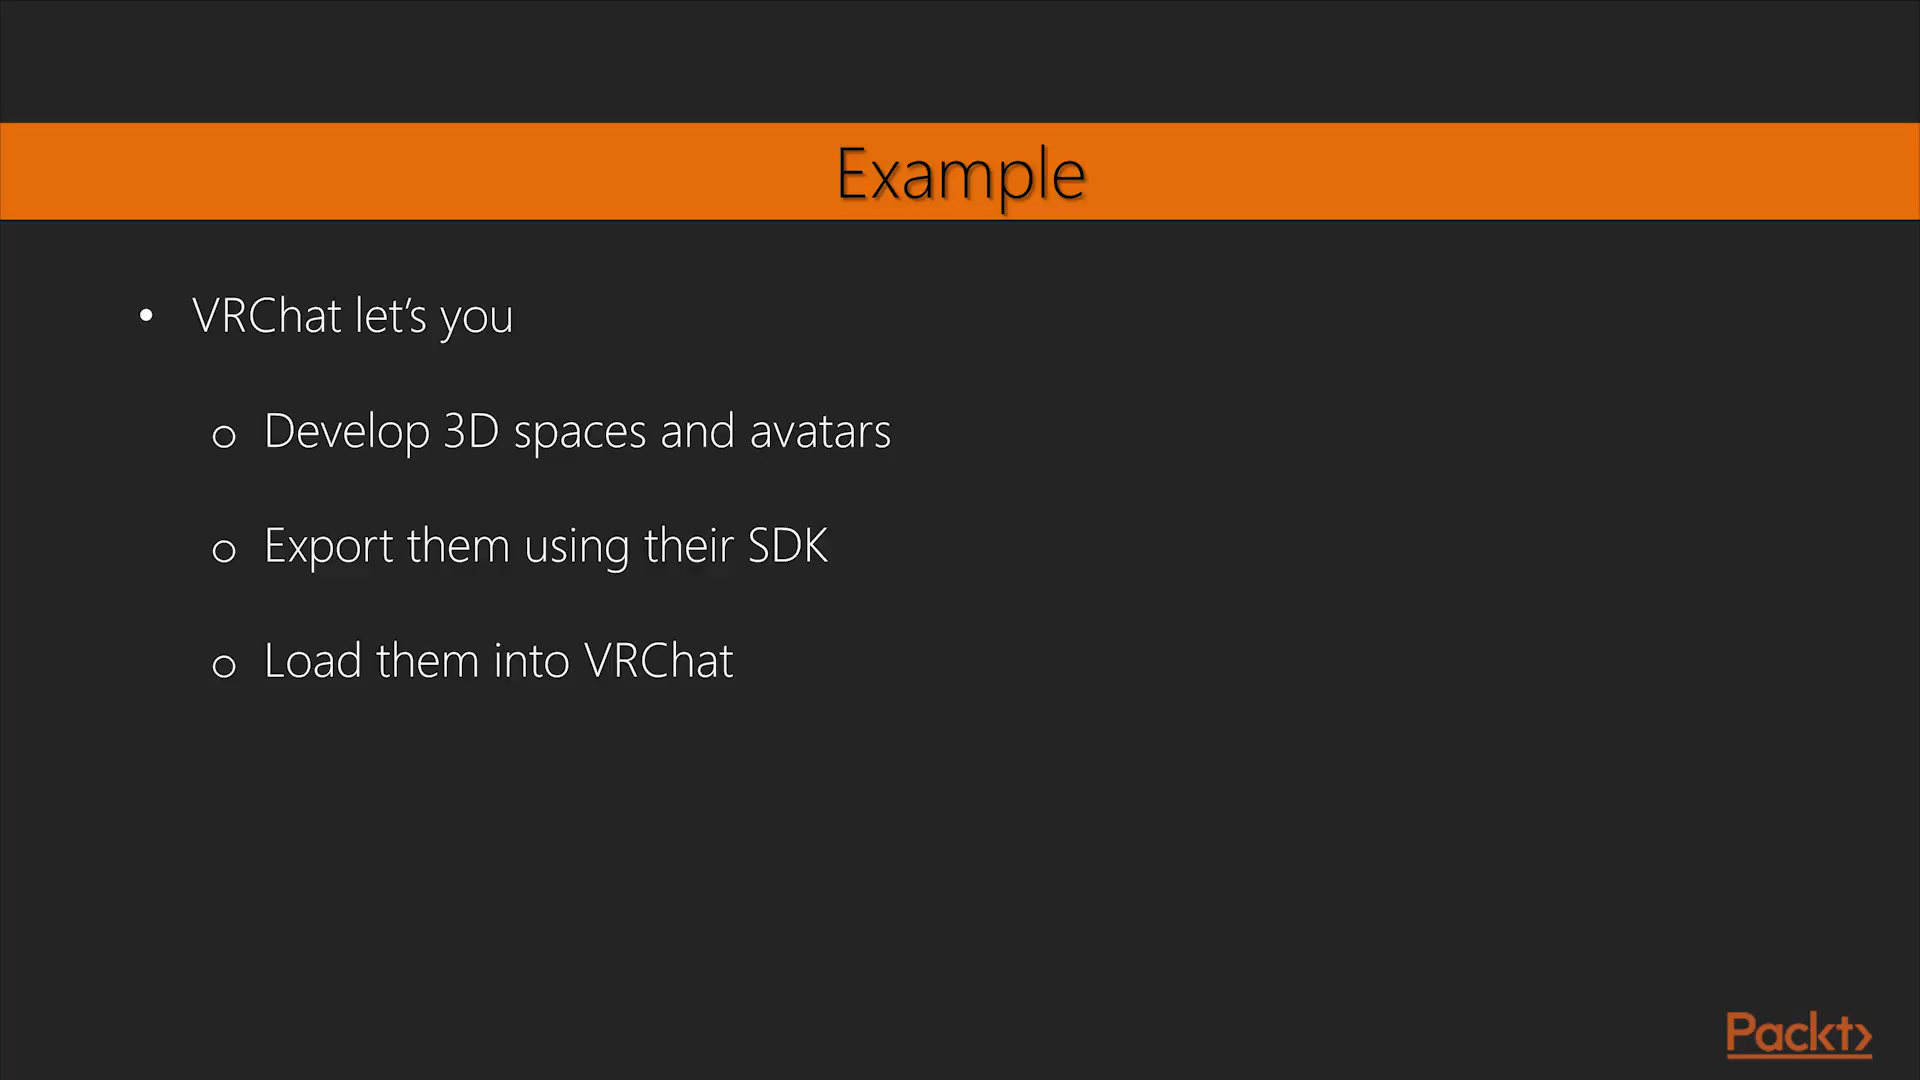 Example
• VRChat let’s you
o Develop 3D spaces and avatars
o Export them using their SDK
o Load them into VRChat
Packt>